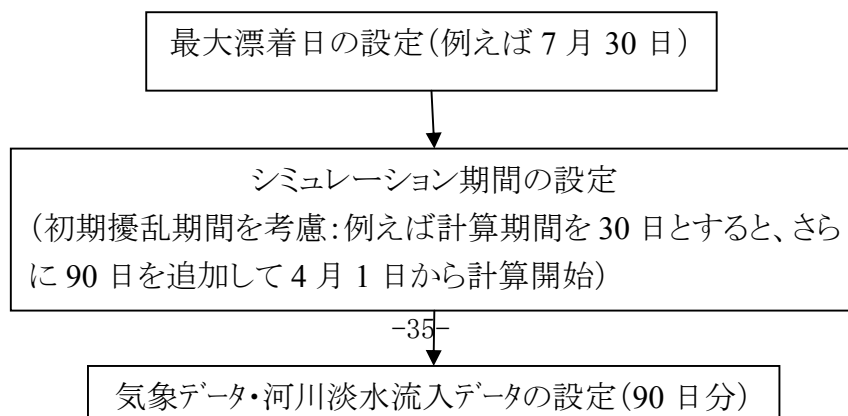 最大漂着日の設定(例えば 7 月 30 日)
シミュレーション期間の設定
(初期擾乱期間を考慮:例えば計算期間を 30 日とすると、さら
に 90 日を追加して 4 月 1 日から計算開始)
-35-
気象データ・河川淡水流入データの設定(90 日分)